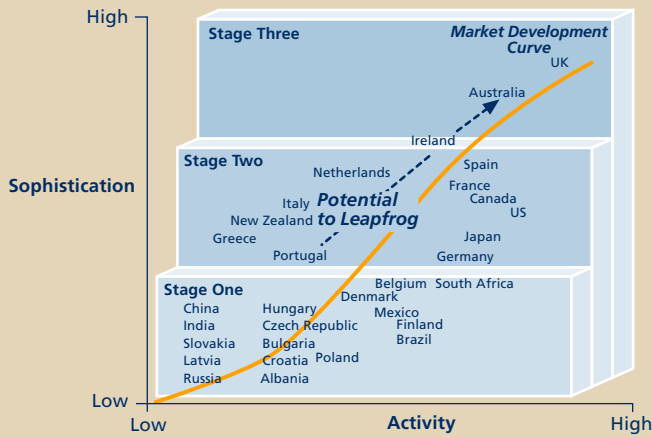 High
Stage Three
Market Development
Curve
UK
Australia
Ireland
Stage Two
Spain
Netherlands
Sophistication
France
Canada
Italy
Potential
US
New Zealand
to Leapfrog
Greece
Japan
Portugal
Germany
Stage One
Belgium
South Africa
Denmark
China
Hungary
Mexico
India
Czech Republic
Finland
Slovakia
Bulgaria
Brazil
Latvia
Croatia
Poland
Russia
Albania
Low
Low
Activity
High